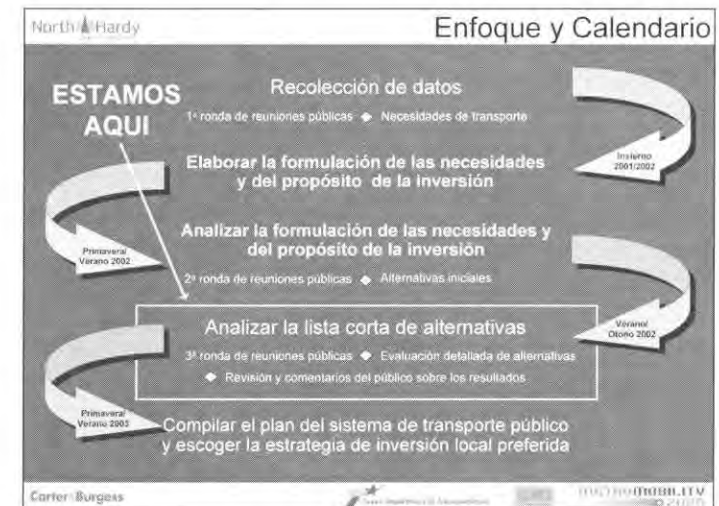 North Hardy
Enfoque y Calendario
ESTAMOS
AQUI
Recolección de datos
1ª ronda de reuniones públicas ◆ Necesidades de transporte
Invierno
2001/2002
Elaborar la formulación de las necesidades
y del propósito de la inversión
Primavera/
Verano 2002
Analizar la formulación de las necesidades y
del propósito de la inversión
2ª ronda de reuniones públicas ◆ Alternativas iniciales
Verano/
Otoño 2002
Analizar la lista corta de alternativas
3ª ronda de reuniones públicas ◆ Evaluación detallada de alternativas
◆ Revisión y comentarios del público sobre los resultados
Primavera/
Verano 2003
Compilar el plan del sistema de transporte público
y escoger la estrategia de inversión local preferida
Carter Burgess
MOBILITY